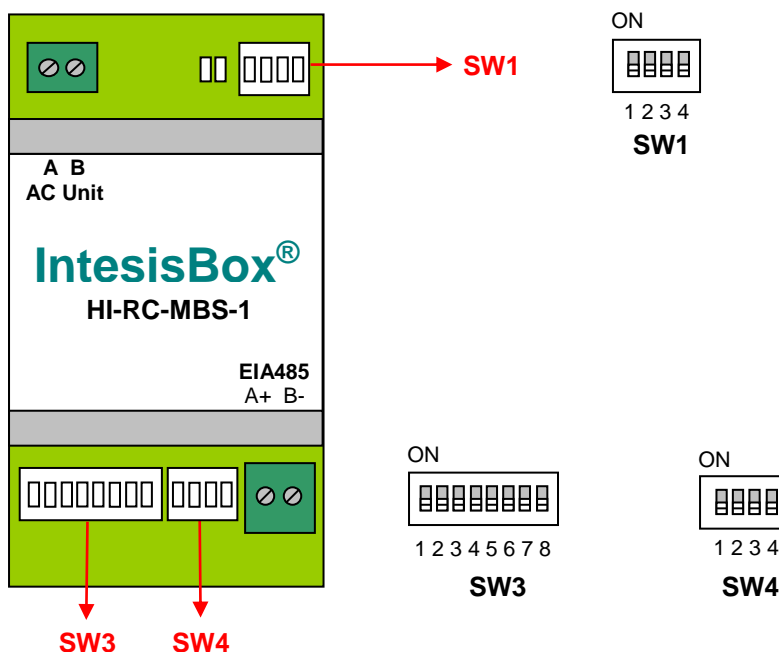 ON
SW1
1 2 3 4
SW1
A B
AC Unit
IntesisBox®
HI-RC-MBS-1
EIA485
A+ B-
ON
ON
1 2 3 4 5 6 7 8
1 2 3 4
SW3
SW4
SW3
SW4